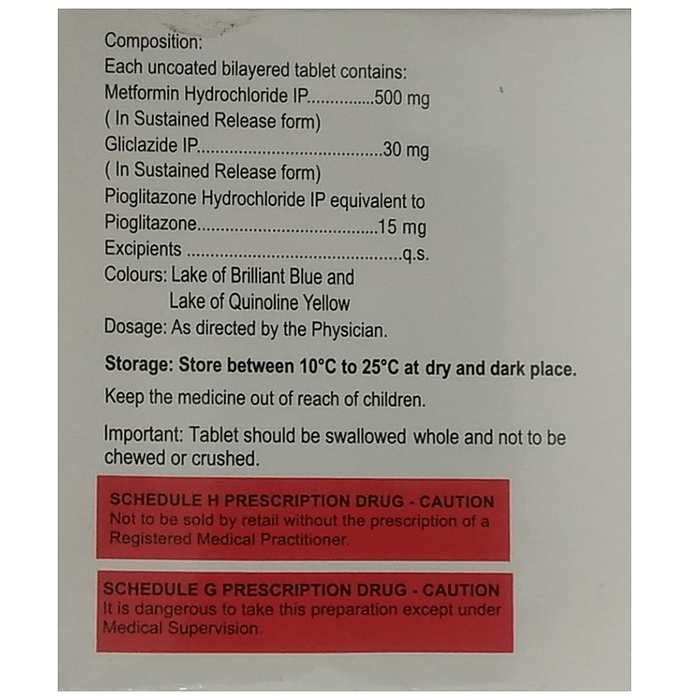 Composition:
Each uncoated bilayered tablet contains:
Metformin Hydrochloride IP...............500 mg
( In Sustained Release form)
Gliclazide IP......................................30 mg
( In Sustained Release form)
Pioglitazone Hydrochloride IP equivalent to
Pioglitazone.....................................15 mg
Excipients ............................................q.s.
Colours: Lake of Brilliant Blue and
Lake of Quinoline Yellow
Dosage: As directed by the Physician.
Storage: Store between 10°C to 25°C at dry and dark place.
Keep the medicine out of reach of children.
Important: Tablet should be swallowed whole and not to be
chewed or crushed.
SCHEDULE H PRESCRIPTION DRUG - CAUTION
Not to be sold by retail without the prescription of a
Registered Medical Practitioner.
SCHEDULE G PRESCRIPTION DRUG - CAUTION
It is dangerous to take this preparation except under
Medical Supervision.